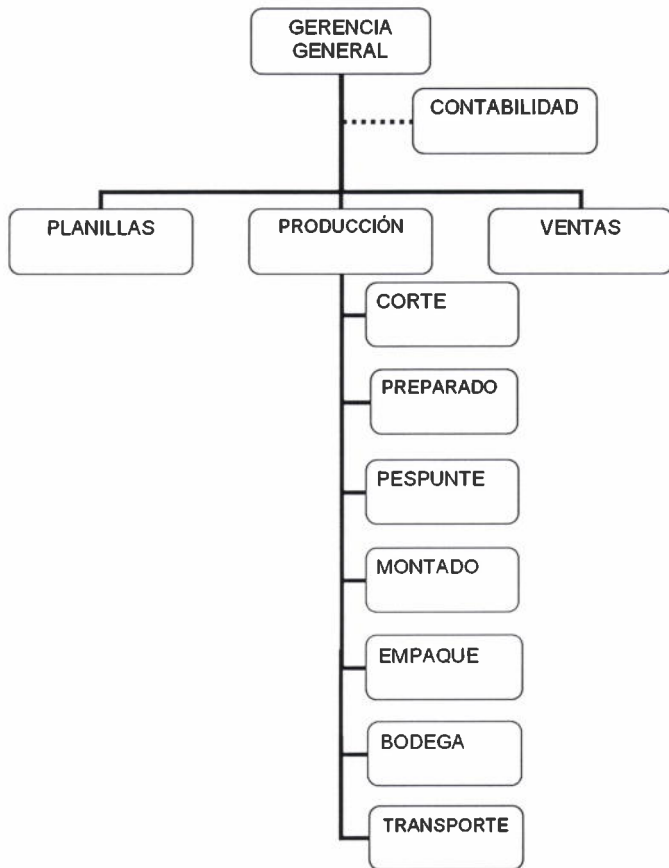 GERENCIA
GENERAL
CONTABILIDAD
PLANILLAS
PRODUCCIÓN
VENTAS
CORTE
PREPARADO
PESPUNTE
MONTADO
EMPAQUE
BODEGA
TRANSPORTE